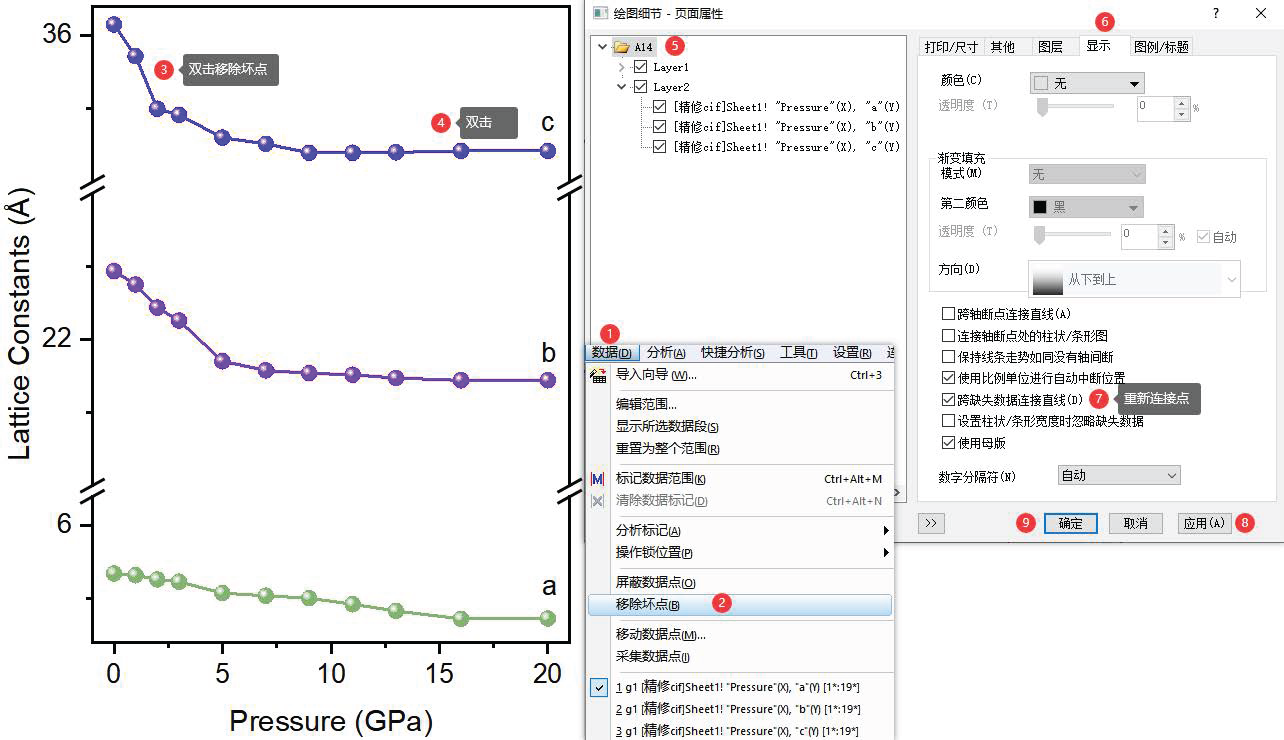 36
22
6
Lattice Constants (Å)
3
双击移除坏点
4
双击
c
b
a
0
5
10
15
20
Pressure (GPa)
绘图细节 - 页面属性
?
5
A14
Layer1
Layer2
[精修cif]Sheet1! "Pressure"(X), "a"(Y)
[精修cif]Sheet1! "Pressure"(X), "b"(Y)
[精修cif]Sheet1! "Pressure"(X), "c"(Y)
6
打印/尺寸 其他 图层 显示 图例/标题
颜色(C) 无
透明度 (T) 0 %
渐变填充
模式(M) 无
第二颜色 黑
透明度 (T) 0 % 自动
方向(D) 从下到上
跨轴断点连接直线(A)
连接轴断点处的柱状/条形图
保持线条走势如同没有轴间断
使用比例单位进行自动中断位置
跨缺失数据连接直线(D) 7 重新连接点
设置柱状/条形宽度时忽略缺失数据
使用母版
数字分隔符(N) 自动
>> 9 确定 取消 应用(A) 8
1
数据(D) 分析(A) 快捷分析(S) 工具(T) 设置(R)
导入向导 (W)... Ctrl+3
编辑范围...
显示所选数据段(S)
重置为整个范围(R)
标记数据范围(K) Ctrl+Alt+M
清除数据标记(D) Ctrl+Alt+N
分析标记(A)
操作锁位置(P)
屏蔽数据点(O)
移除坏点(B) 2
移动数据点(M)...
采集数据点(I)
1 g1 [精修cif]Sheet1! "Pressure"(X), "a"(Y) [1*:19*]
2 g1 [精修cif]Sheet1! "Pressure"(X), "b"(Y) [1*:19*]
3 g1 [精修cif]Sheet1! "Pressure"(X), "c"(Y) [1*:19*]